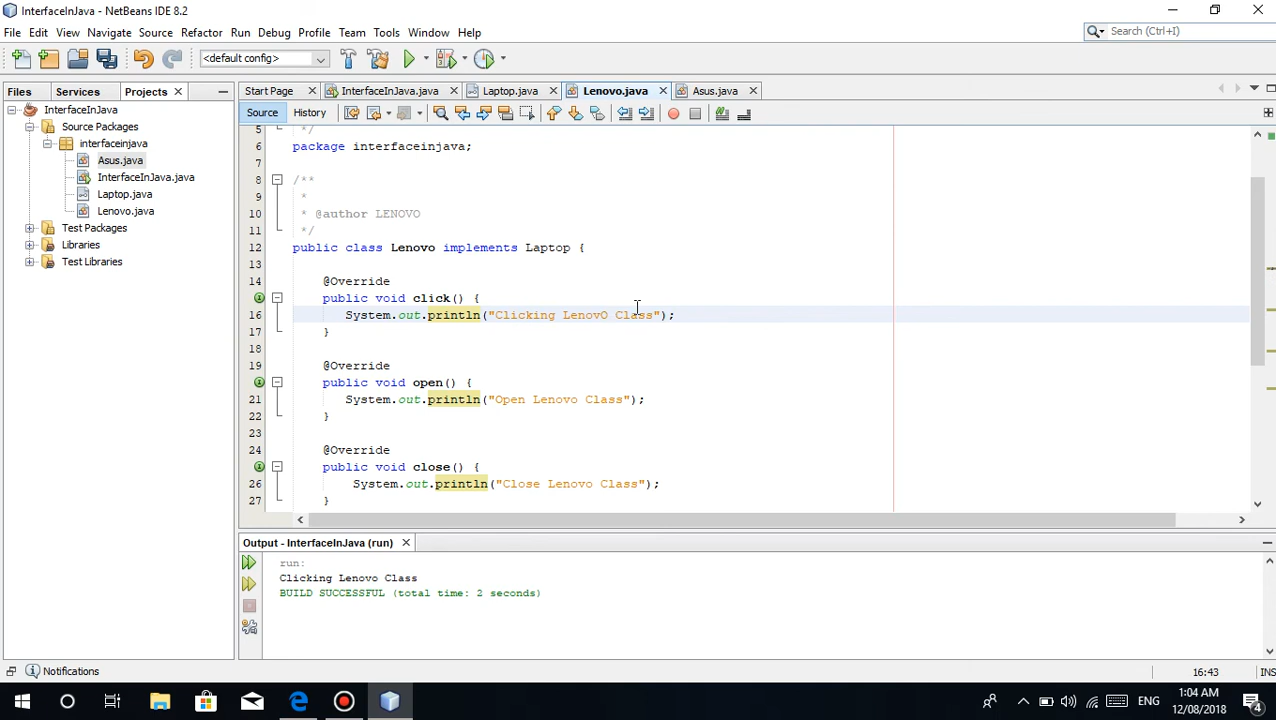 InterfaceInJava - NetBeans IDE 8.2
File Edit View Navigate Source Refactor Run Debug Profile Team Tools Window Help
Search (Ctrl+I)
<default config>
Files Services Projects
Start Page InterfaceInJava.java Laptop.java Lenovo.java Asus.java
Source History
InterfaceInJava
Source Packages
interfaceinjava
Asus.java
InterfaceInJava.java
Laptop.java
Lenovo.java
Test Packages
Libraries
Test Libraries
5 */
6 package interfaceinjava;
7
8 /**
9 *
10 * @author LENOVO
11 */
12 public class Lenovo implements Laptop {
13
14 @Override
public void click() {
16 System.out.println("Clicking LenovO Class");
17 }
18
19 @Override
public void open() {
21 System.out.println("Open Lenovo Class");
22 }
23
24 @Override
public void close() {
26 System.out.println("Close Lenovo Class");
27 }
Output - InterfaceInJava (run)
run:
Clicking Lenovo Class
BUILD SUCCESSFUL (total time: 2 seconds)
Notifications
16:43 INS
ENG
1:04 AM
12/08/2018
4